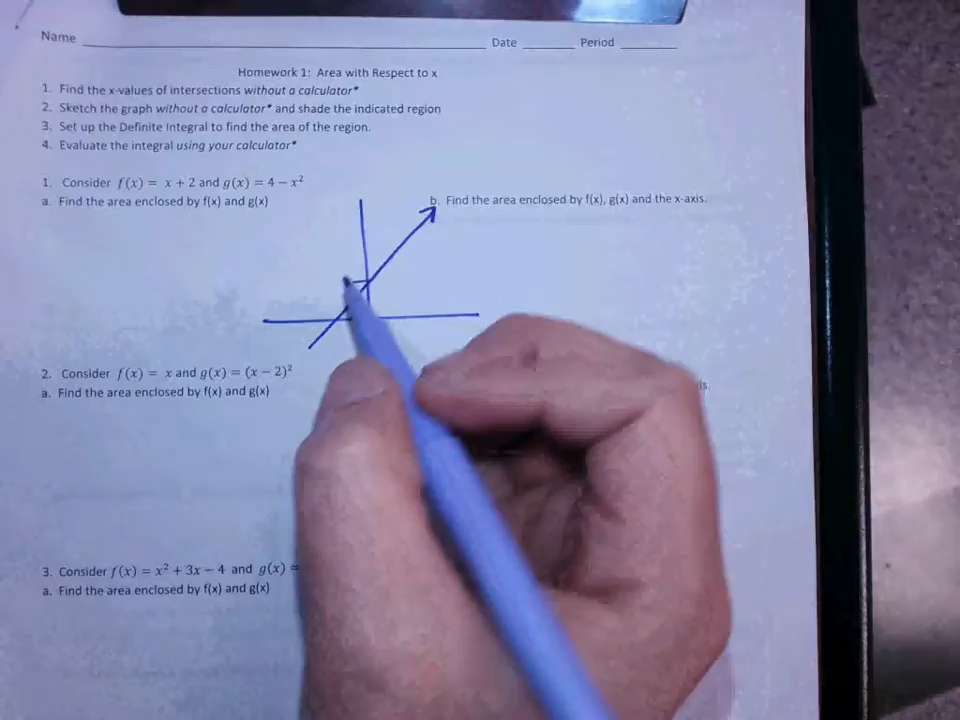 Name Date Period
Homework 1: Area with Respect to x
1. Find the x-values of intersections without a calculator*
2. Sketch the graph without a calculator* and shade the indicated region
3. Set up the Definite Integral to find the area of the region.
4. Evaluate the integral using your calculator*
1. Consider f(x) = x + 2 and g(x) = 4 − x²
a. Find the area enclosed by f(x) and g(x)
b. Find the area enclosed by f(x), g(x) and the x-axis.
2. Consider f(x) = x and g(x) = (x − 2)²
a. Find the area enclosed by f(x) and g(x)
3. Consider f(x) = x² + 3x − 4 and g(x) =
a. Find the area enclosed by f(x) and g(x)